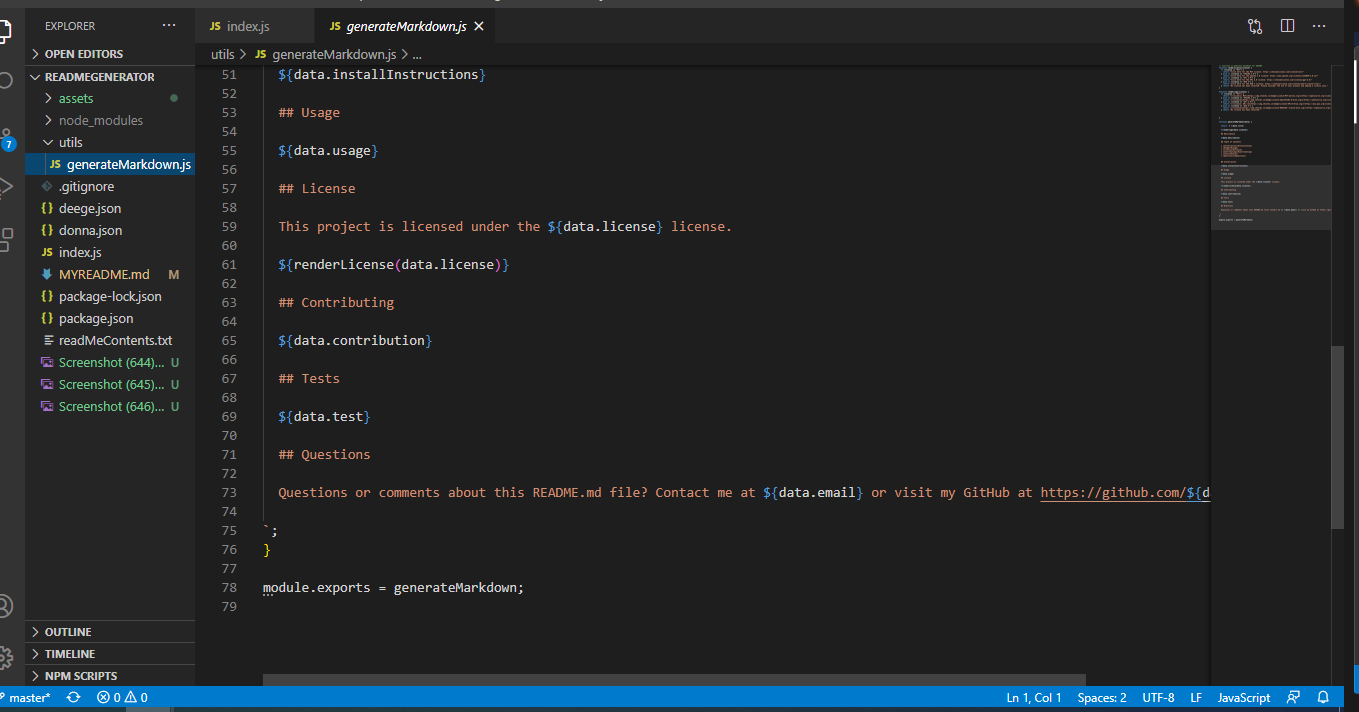 EXPLORER
...
OPEN EDITORS
READMEGENERATOR
assets
node_modules
utils
JS generateMarkdown.js
.gitignore
{} deege.json
{} donna.json
JS index.js
MYREADME.md M
{} package-lock.json
{} package.json
readMeContents.txt
Screenshot (644)... U
Screenshot (645)... U
Screenshot (646)... U
OUTLINE
TIMELINE
NPM SCRIPTS
7
JS index.js
JS generateMarkdown.js
utils > JS generateMarkdown.js > ...
51 ${data.installInstructions}
52
53 ## Usage
54
55 ${data.usage}
56
57 ## License
58
59 This project is licensed under the ${data.license} license.
60
61 ${renderLicense(data.license)}
62
63 ## Contributing
64
65 ${data.contribution}
66
67 ## Tests
68
69 ${data.test}
70
71 ## Questions
72
73 Questions or comments about this README.md file? Contact me at ${data.email} or visit my GitHub at https://github.com/${d
74
75 `;
76 }
77
78 module.exports = generateMarkdown;
79
master* 0 0 Ln 1, Col 1 Spaces: 2 UTF-8 LF JavaScript